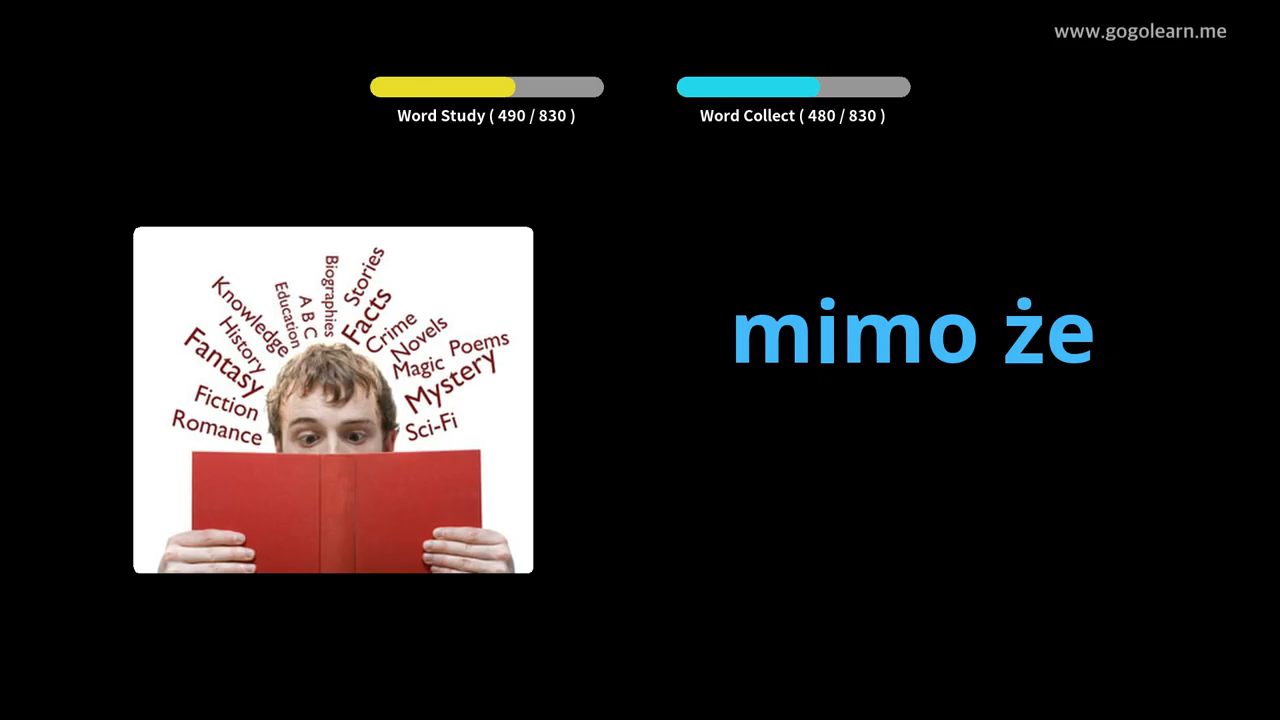 www.gogolearn.me
Word Study ( 490 / 830 )
Word Collect ( 480 / 830 )
mimo że
Romance
Fiction
Fantasy
History
Knowledge
Education
A B C
Biographies
Stories
Facts
Crime
Novels
Magic
Poems
Mystery
Sci-Fi